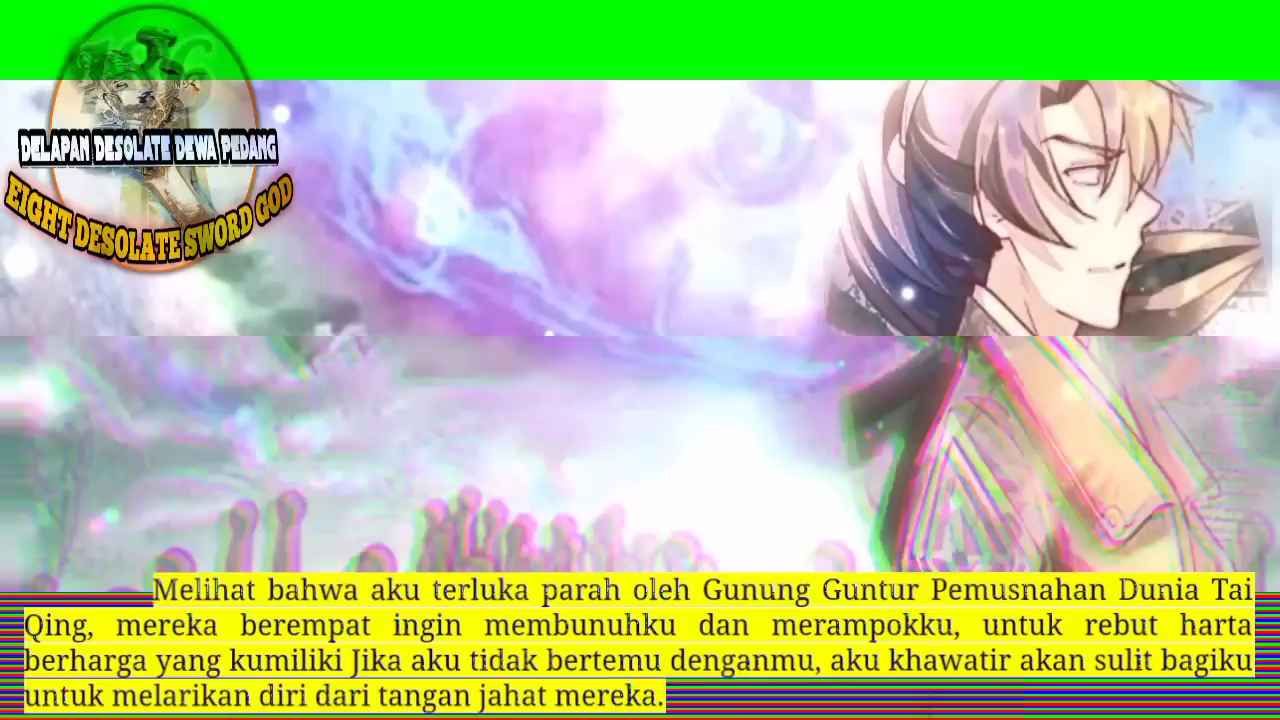 DELAPAN DESOLATE DEWA PEDANG
EIGHT DESOLATE SWORD GOD
Melihat bahwa aku terluka parah oleh Gunung Guntur Pemusnahan Dunia Tai
Qing, mereka berempat ingin membunuhku dan merampokku, untuk rebut harta
berharga yang kumiliki Jika aku tidak bertemu denganmu, aku khawatir akan sulit bagiku
untuk melarikan diri dari tangan jahat mereka.